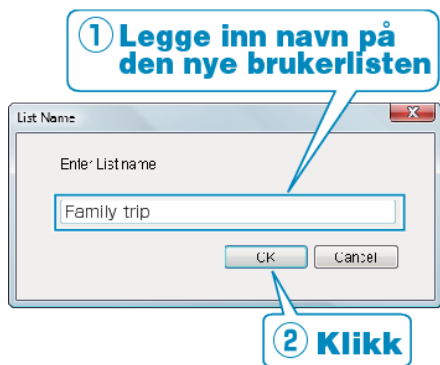 ① Legge inn navn på
den nye brukerlisten
List Name
Enter List name
Family trip
OK Cancel
② Klikk